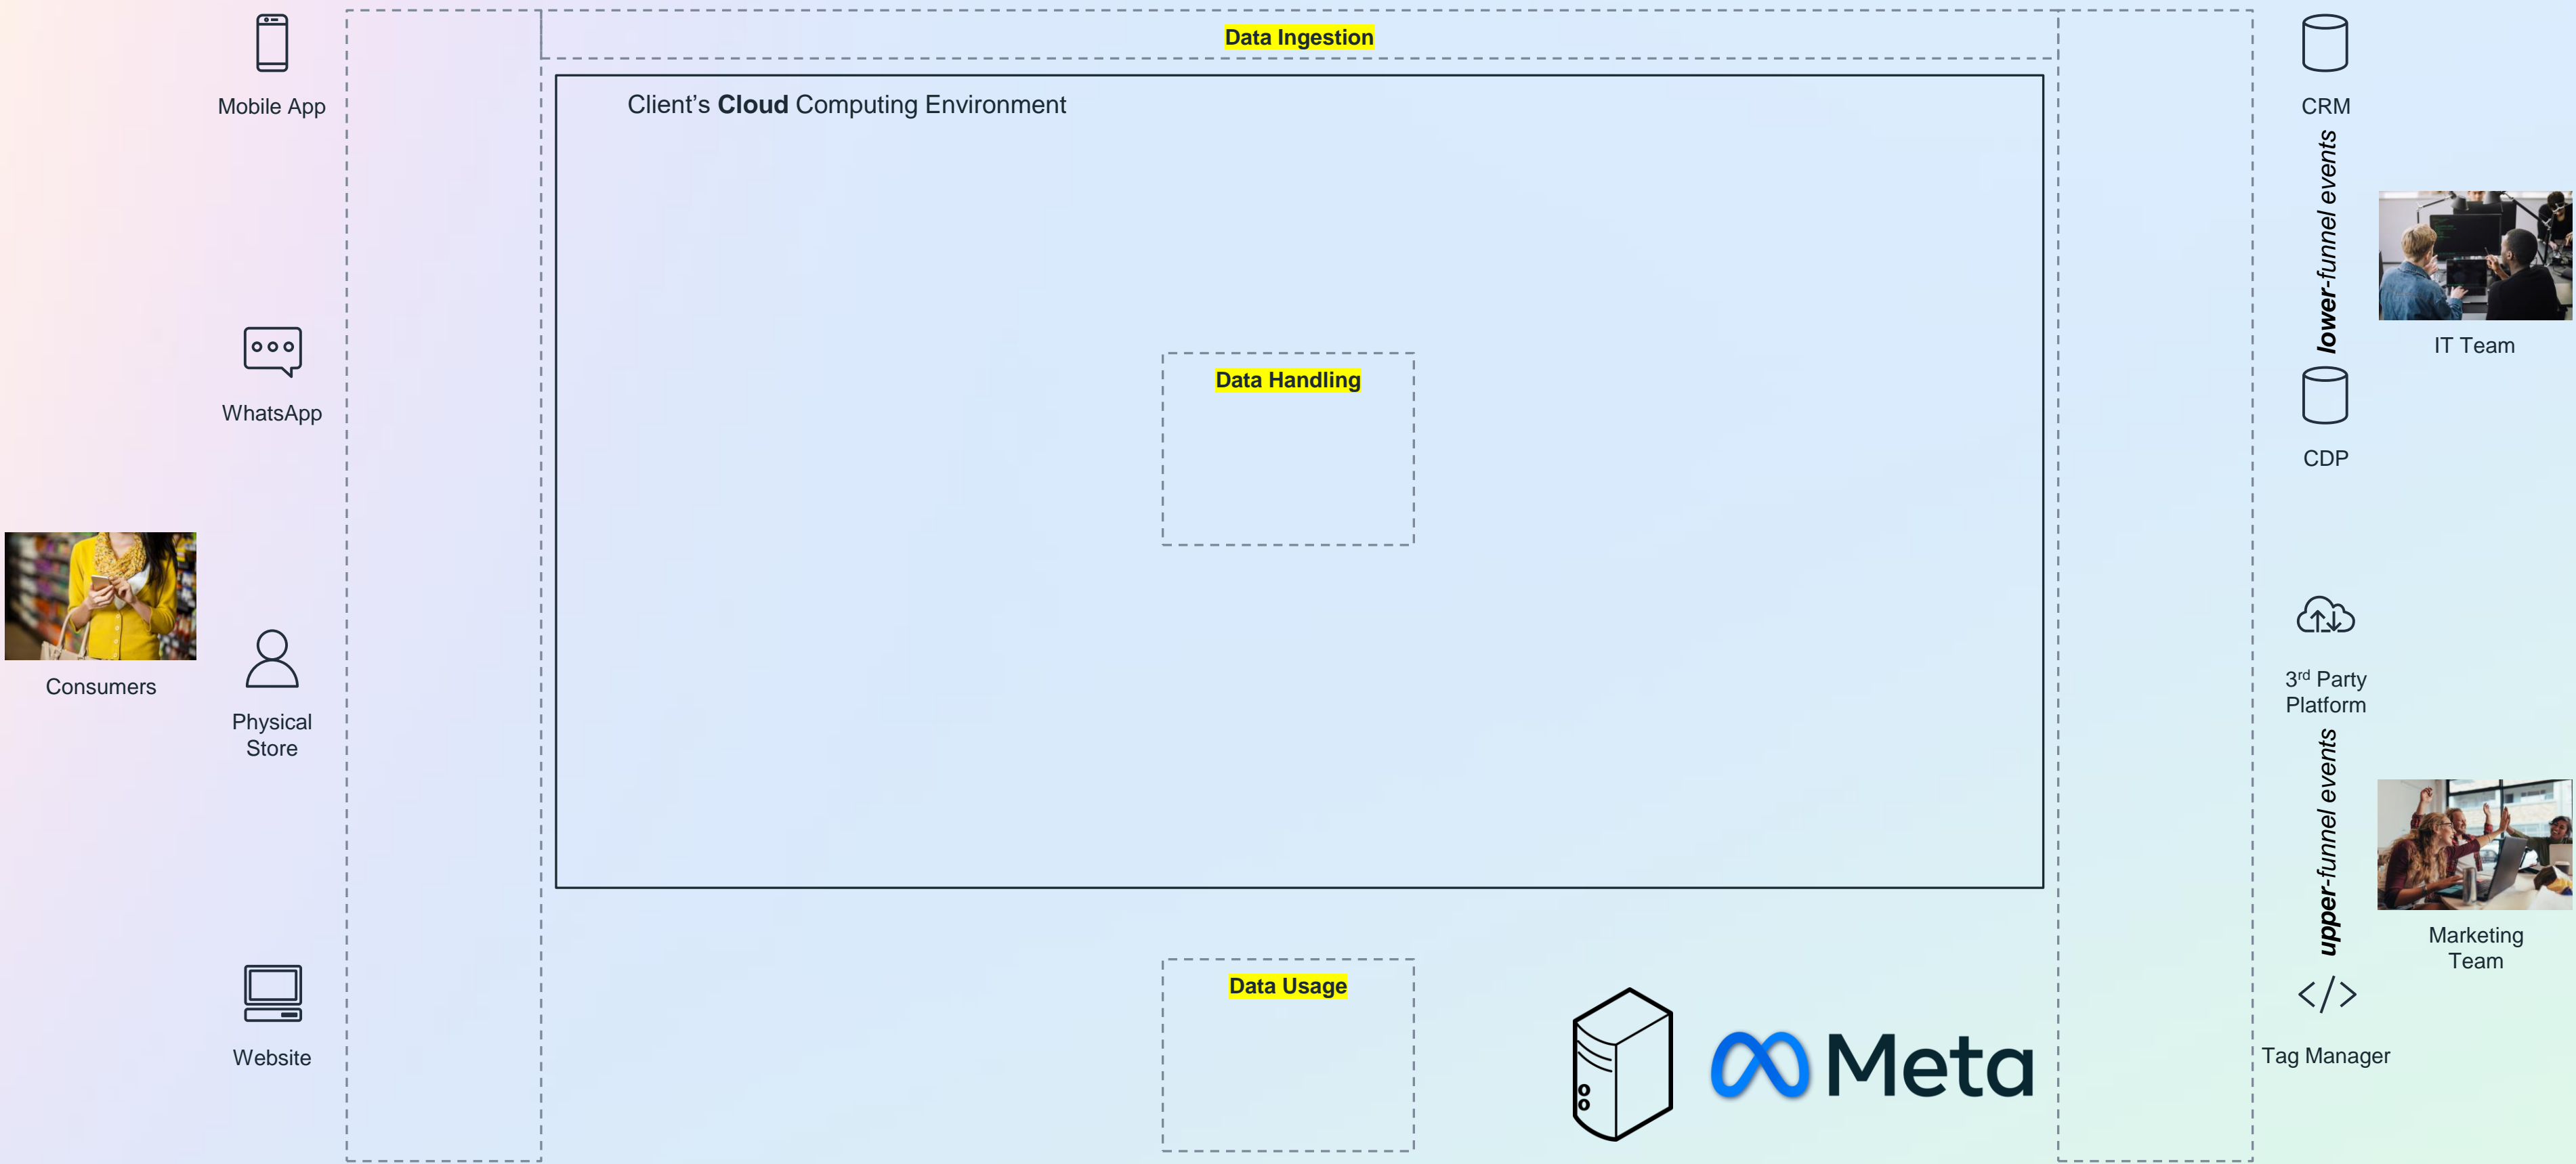 Data Ingestion
Mobile App
Client's Cloud Computing Environment
CRM
lower-funnel events
IT Team
Data Handling
WhatsApp
CDP
Consumers
Physical
Store
3rd Party
Platform
upper-funnel events
Marketing
Team
Data Usage
Meta
Website
Tag Manager